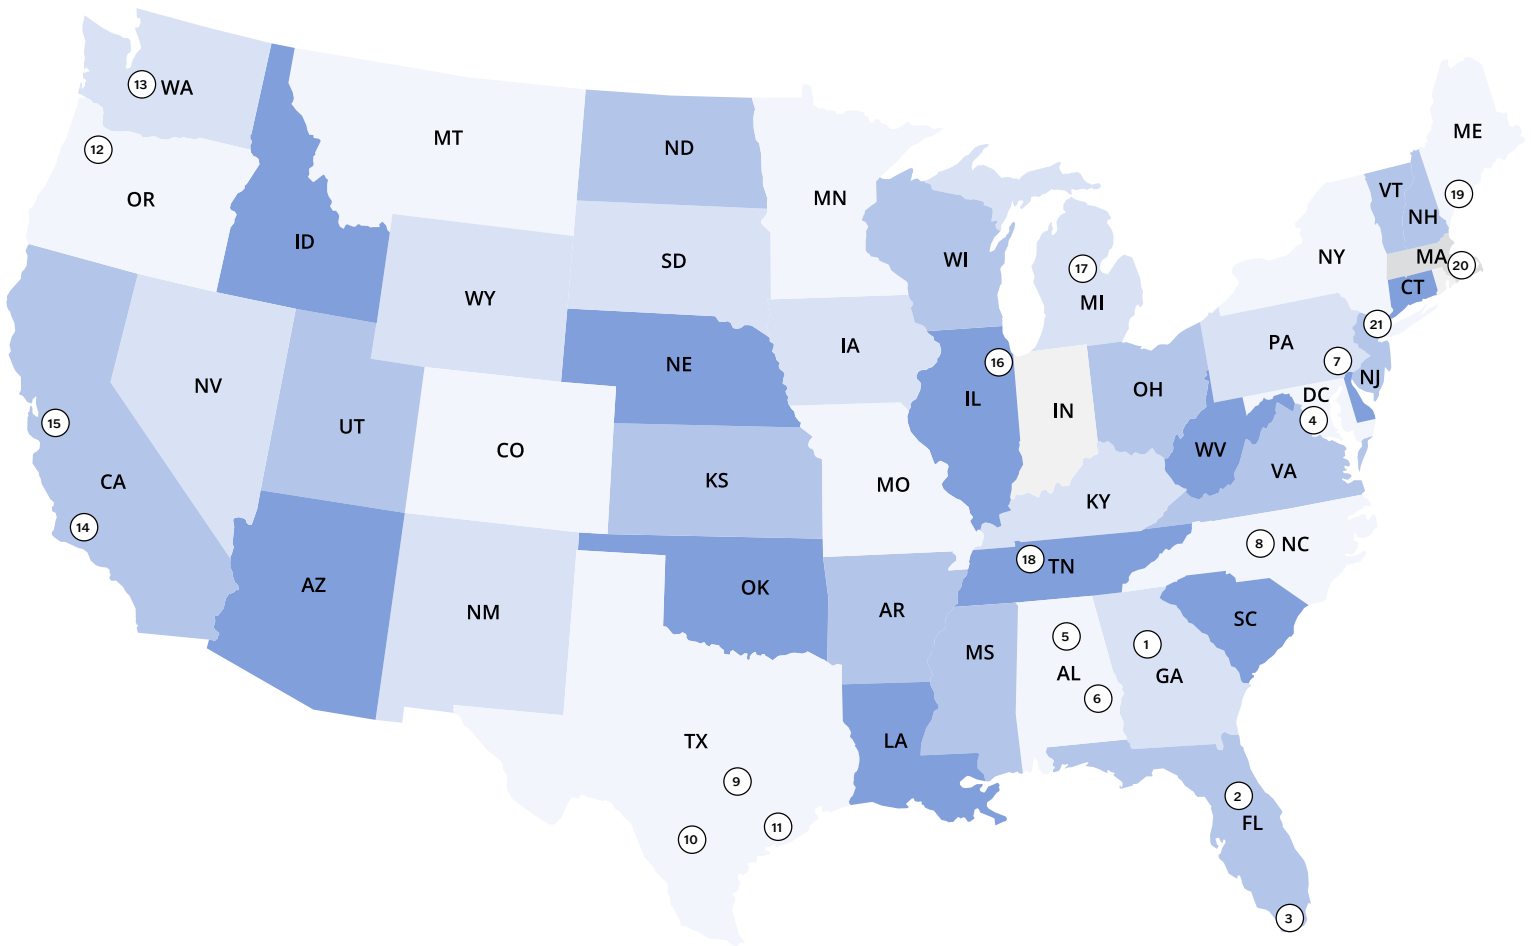 13 WA
12
OR
MT
ID
ND
MN
ME
VT
19
NH
WY
SD
WI
17
MI
NY
MA 20
CT
21
NV
UT
NE
IA
16
IL
IN
OH
PA
7
NJ
DC
4
15
CA
14
CO
KS
MO
KY
WV
VA
AZ
NM
OK
AR
18 TN
8 NC
SC
MS
5
AL
6
1
GA
TX
9
10
11
LA
2
FL
3